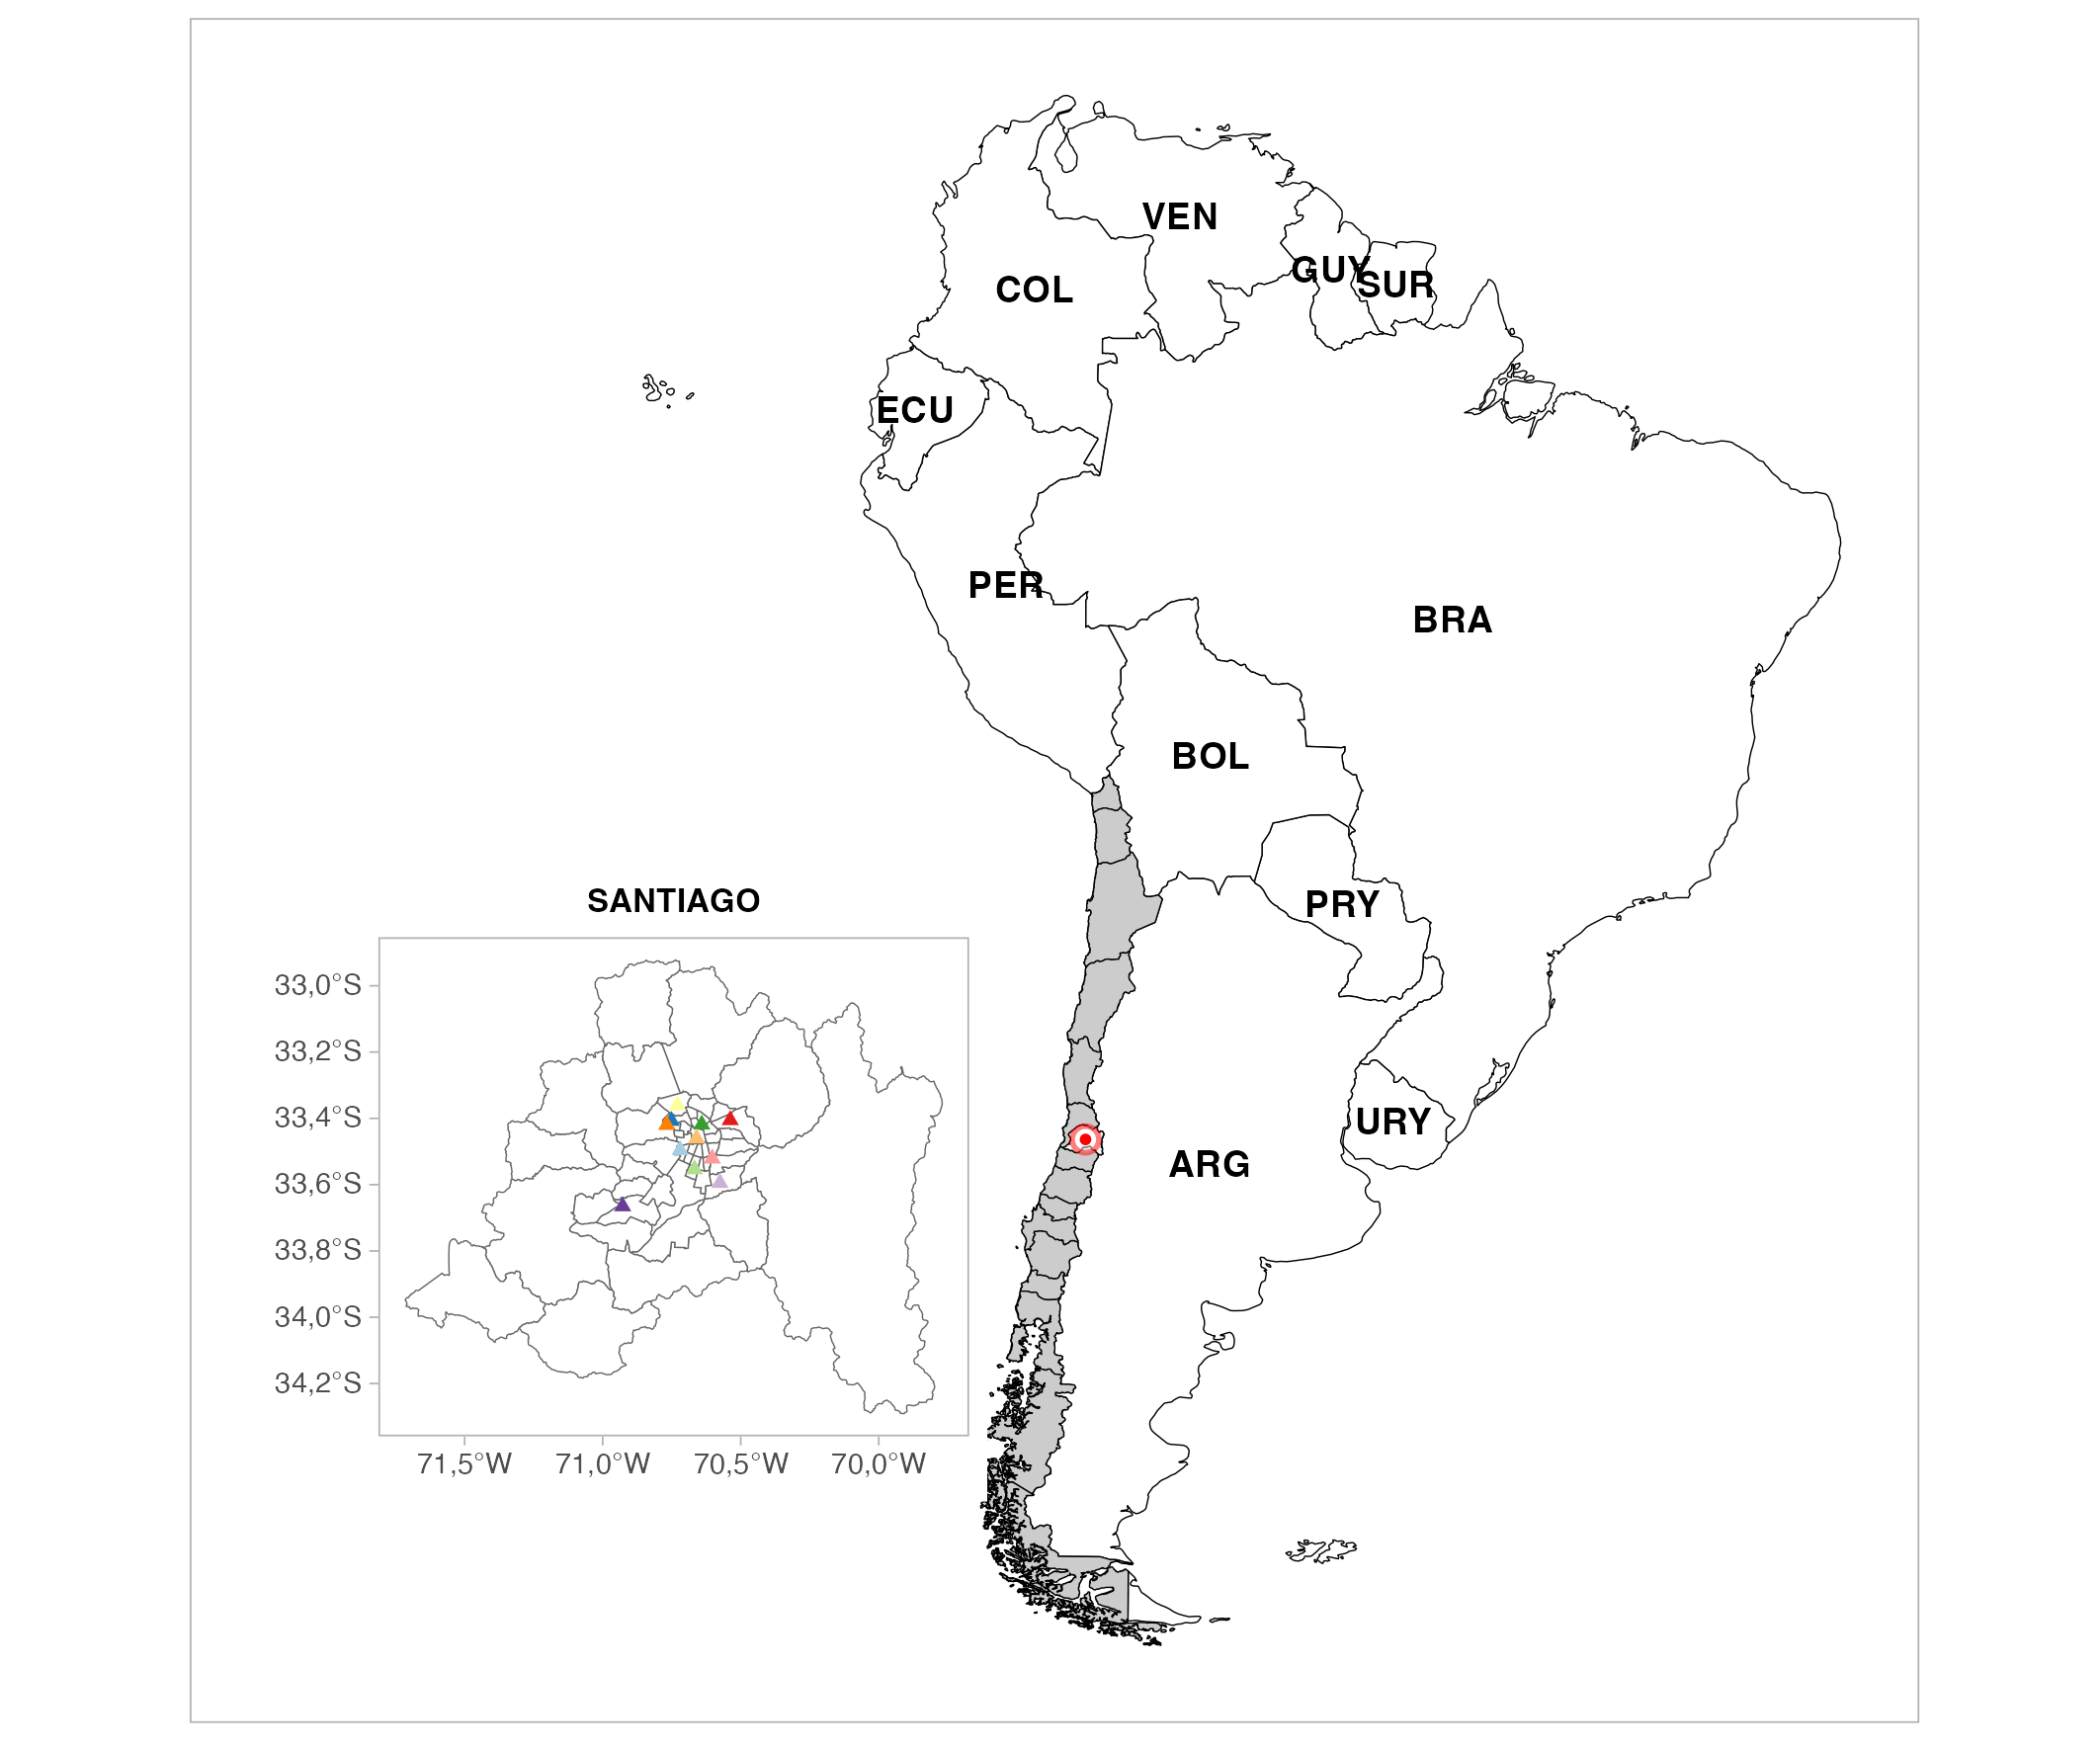 VEN
GUY
SUR
COL
ECU
PER
BRA
BOL
PRY
URY
ARG
SANTIAGO
33,0°S
33,2°S
33,4°S
33,6°S
33,8°S
34,0°S
34,2°S
71,5°W 71,0°W 70,5°W 70,0°W